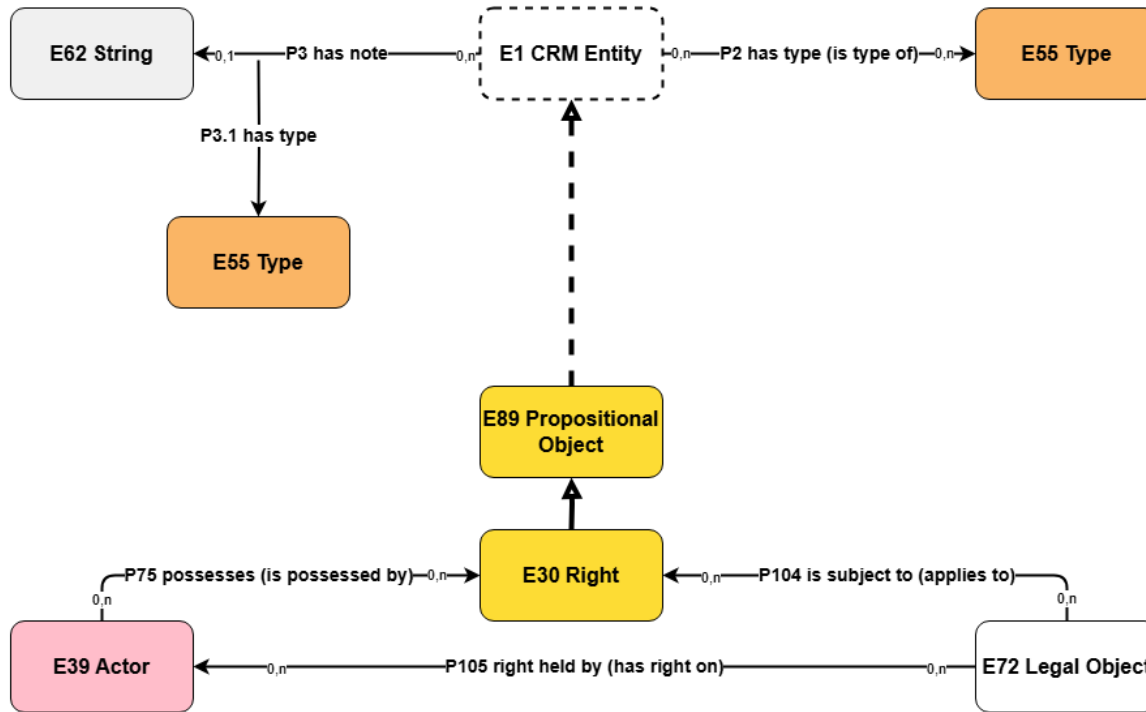 E62 String
0,1
P3 has note
0,n
E1 CRM Entity
0,n
P2 has type (is type of)
0,n
E55 Type
P3.1 has type
E55 Type
E89 Propositional
Object
P75 possesses (is possessed by)
0,n
E30 Right
0,n
P104 is subject to (applies to)
0,n
0,n
E39 Actor
0,n
P105 right held by (has right on)
0,n
E72 Legal Object